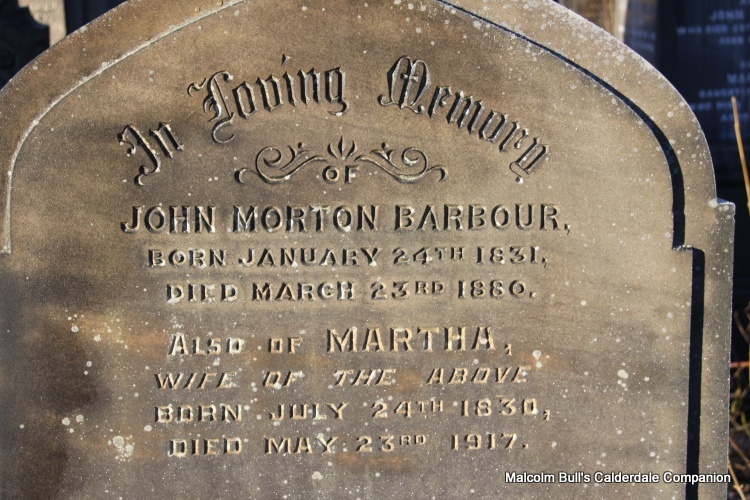 In Loving Memory
OF
JOHN MORTON BARBOUR,
BORN JANUARY 24TH 1831,
DIED MARCH 23RD 1880.
ALSO OF MARTHA,
WIFE OF THE ABOVE
BORN JULY 24TH 1830,
DIED MAY 23RD 1917.
JOHN
Malcolm Bull's Calderdale Companion